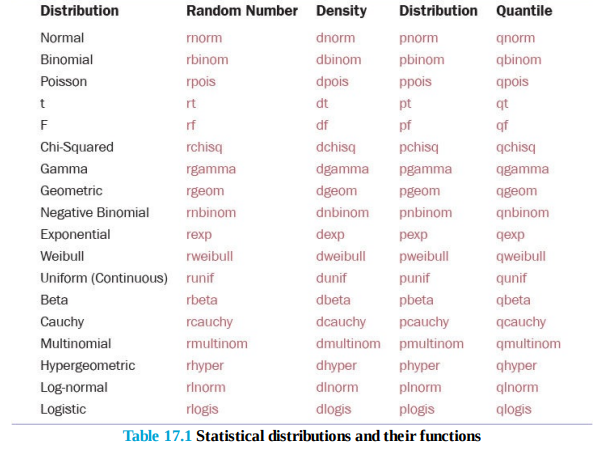 Distribution Random Number Density Distribution Quantile
Normal rnorm dnorm pnorm qnorm
Binomial rbinom dbinom pbinom qbinom
Poisson rpois dpois ppois qpois
t rt dt pt qt
F rf df pf qf
Chi-Squared rchisq dchisq pchisq qchisq
Gamma rgamma dgamma pgamma qgamma
Geometric rgeom dgeom pgeom qgeom
Negative Binomial rnbinom dnbinom pnbinom qnbinom
Exponential rexp dexp pexp qexp
Weibull rweibull dweibull pweibull qweibull
Uniform (Continuous) runif dunif punif qunif
Beta rbeta dbeta pbeta qbeta
Cauchy rcauchy dcauchy pcauchy qcauchy
Multinomial rmultinom dmultinom pmultinom qmultinom
Hypergeometric rhyper dhyper phyper qhyper
Log-normal rlnorm dlnorm plnorm qlnorm
Logistic rlogis dlogis plogis qlogis
Table 17.1 Statistical distributions and their functions